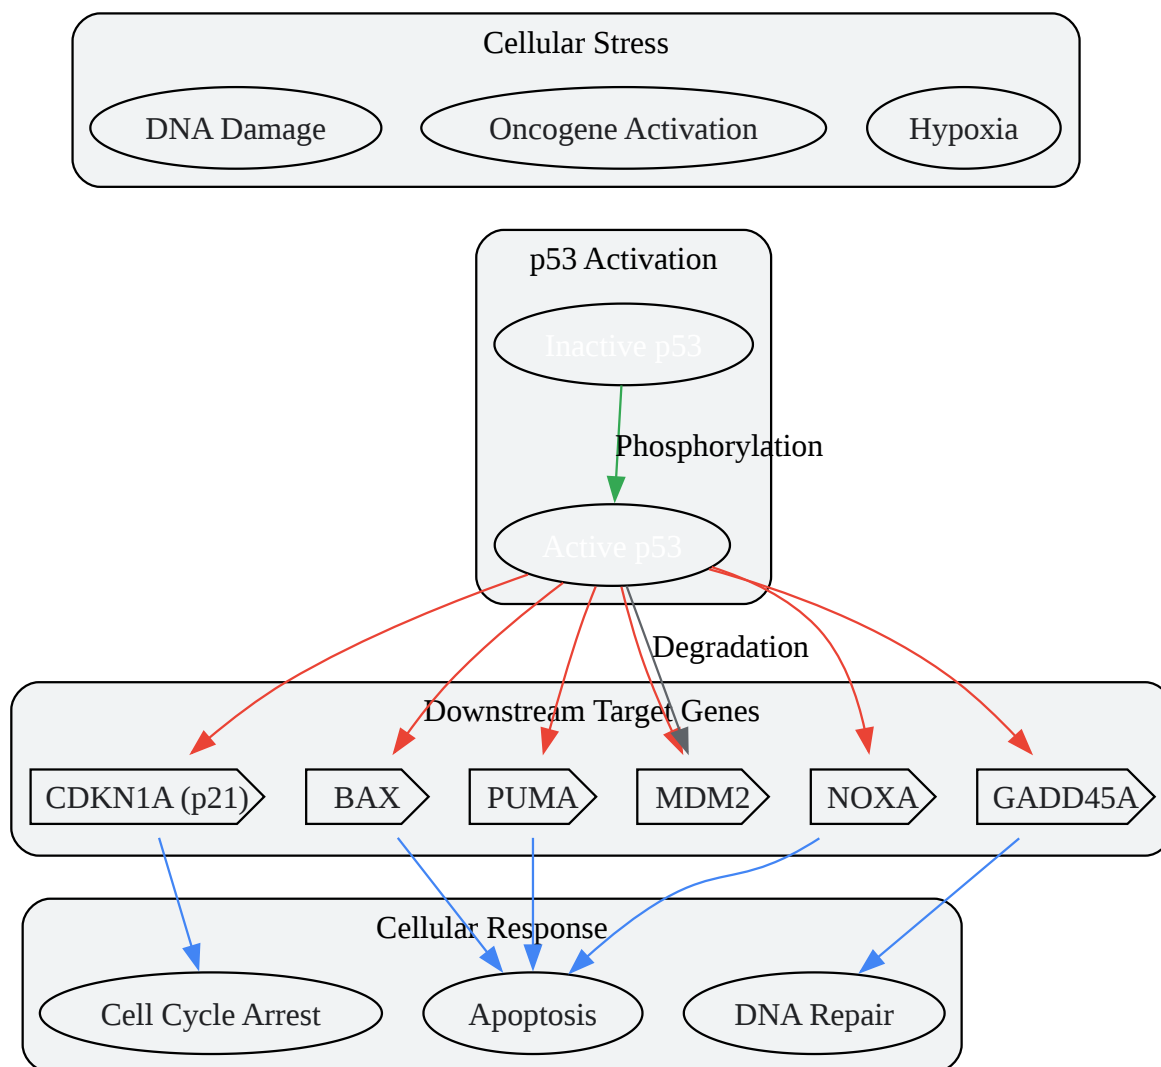 Cellular Stress
DNA Damage
Oncogene Activation
Hypoxia
p53 Activation
Inactive p53
Phosphorylation
Active p53
Degradation
Downstream Target Genes
CDKN1A (p21)
BAX
PUMA
MDM2
NOXA
GADD45A
Cellular Response
Cell Cycle Arrest
Apoptosis
DNA Repair